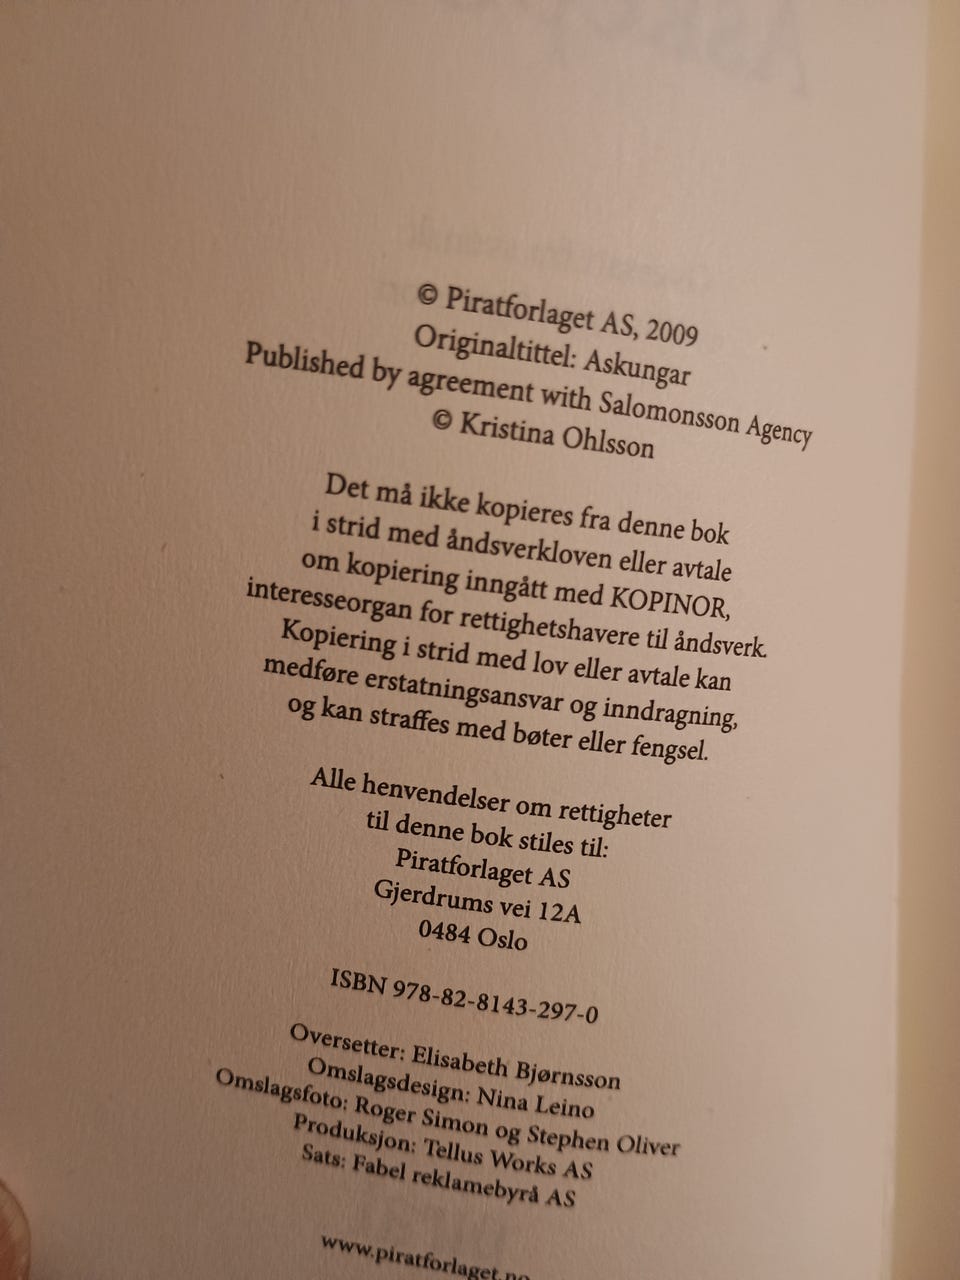 © Piratforlaget AS, 2009
Originaltittel: Askungar
Published by agreement with Salomonsson Agency
© Kristina Ohlsson
Det må ikke kopieres fra denne bok
i strid med åndsverkloven eller avtale
om kopiering inngått med KOPINOR,
interesseorgan for rettighetshavere til åndsverk.
Kopiering i strid med lov eller avtale kan
medføre erstatningsansvar og inndragning,
og kan straffes med bøter eller fengsel.
Alle henvendelser om rettigheter
til denne bok stiles til:
Piratforlaget AS
Gjerdrums vei 12A
0484 Oslo
ISBN 978-82-8143-297-0
Oversetter: Elisabeth Bjørnsson
Omslagsdesign: Nina Leino
Omslagsfoto: Roger Simon og Stephen Oliver
Produksjon: Tellus Works AS
Sats: Fabel reklamebyrå AS
www.piratforlaget.no